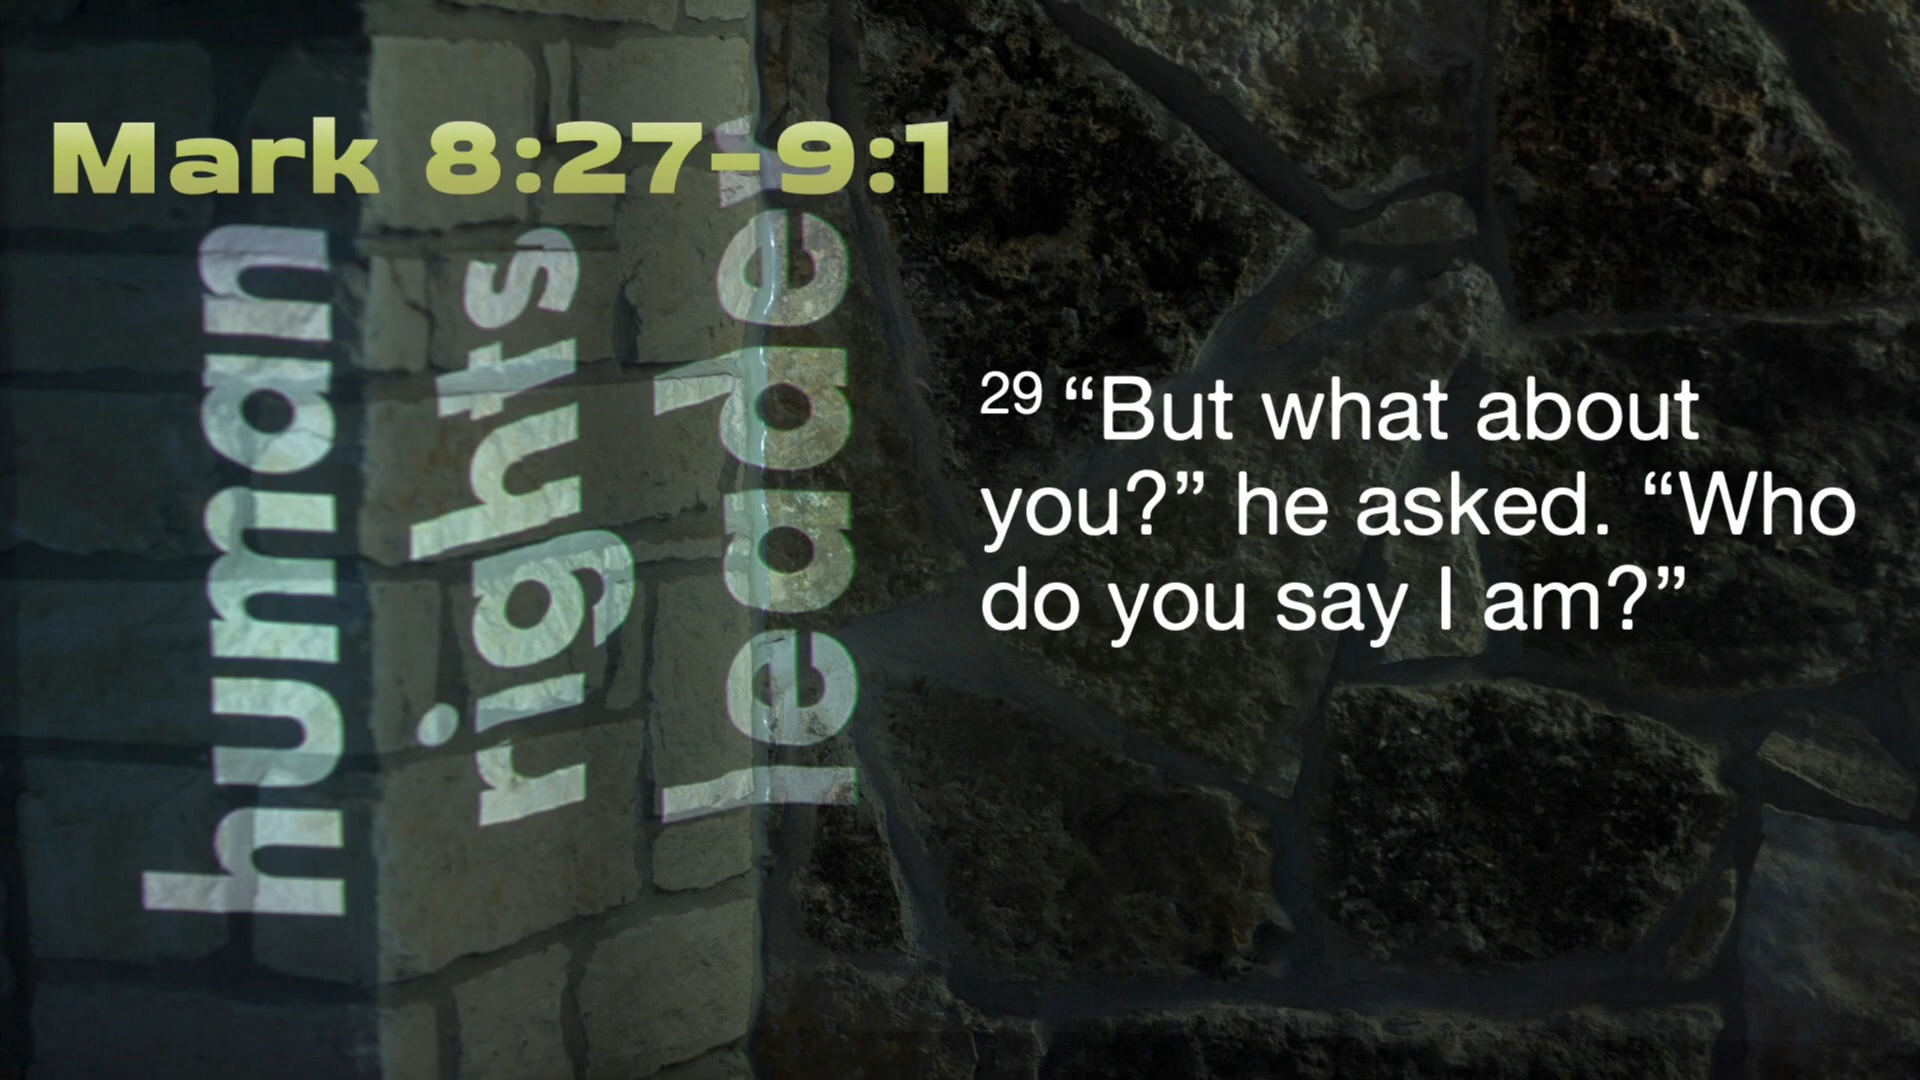 Mark 8:27-9:1
human
rights
leader
29 “But what about
you?” he asked. “Who
do you say I am?”